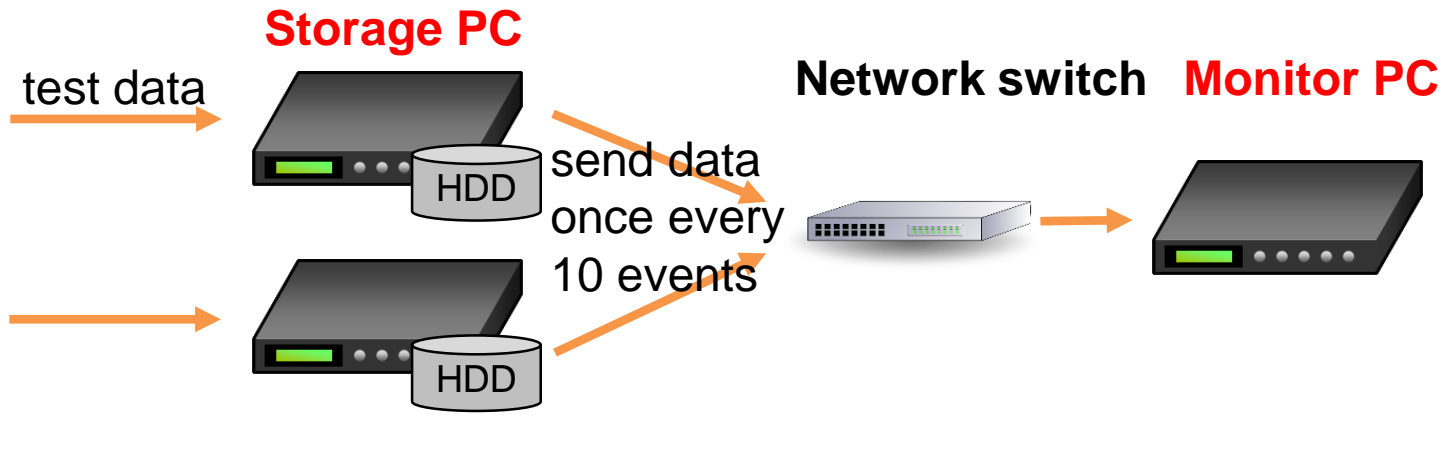 Storage PC
test data
Network switch
Monitor PC
send data
once every
10 events
HDD
HDD